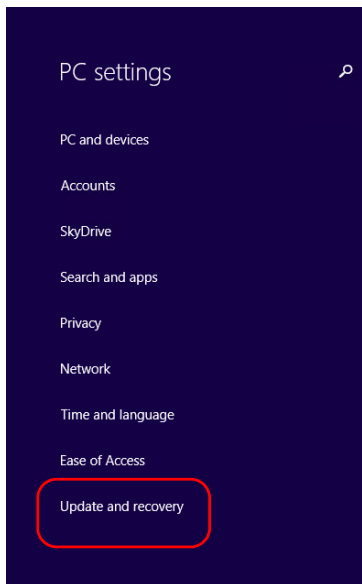 PC settings
PC and devices
Accounts
SkyDrive
Search and apps
Privacy
Network
Time and language
Ease of Access
Update and recovery